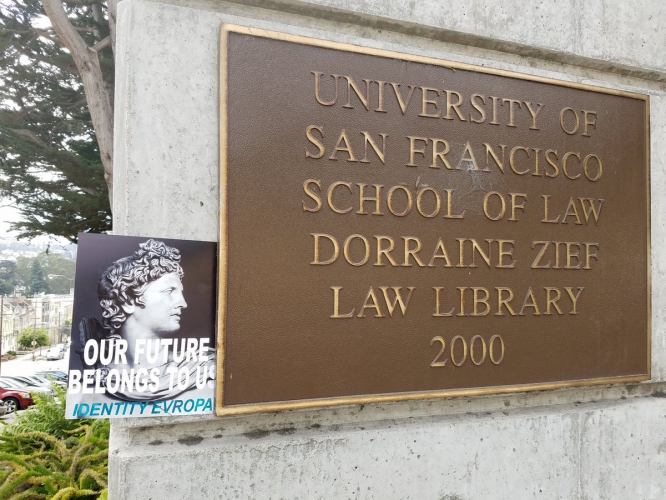 UNIVERSITY OF
SAN FRANCISCO
SCHOOL OF LAW
DORRAINE ZIEF
LAW LIBRARY
2000
OUR FUTURE
BELONGS TO US
IDENTITY EVROPA